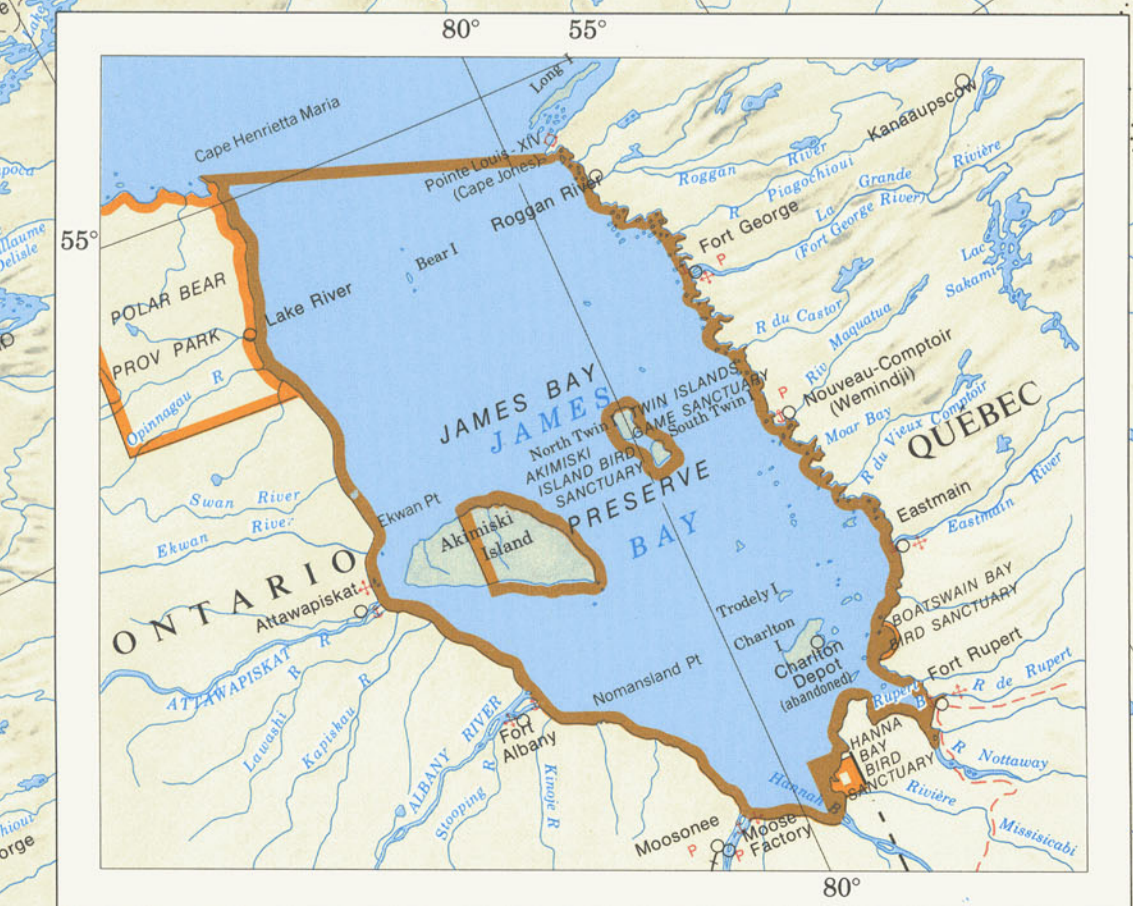 80° 55°
Long I
Cape Henrietta Maria
Kanaaupscow
Pointe Louis-XIV
(Cape Jones)
Roggan River
Roggan River
R Piagochioui
La Grande Rivière
(Fort George River)
Fort George
P
55°
Bear I
Lac
Sakami
POLAR BEAR
PROV PARK
Lake River
Opinnagau R
R du Castor
Riv Maquatua
Nouveau-Comptoir
(Wemindji)
P
JAMES BAY
JAMES
TWIN ISLANDS
GAME SANCTUARY
North Twin I
South Twin I
AKIMISKI
ISLAND BIRD
SANCTUARY
PRESERVE
BAY
Moar Bay
R du Vieux Comptoir
QUÉBEC
Swan River
Ekwan River
Ekwan Pt
Akimiski
Island
Eastmain
Eastmain River
ONTARIO
Attawapiskat
ATTAWAPISKAT R
Trodely I
Charlton
I
Charlton
Depot
(abandoned)
BOATSWAIN BAY
BIRD SANCTUARY
Fort Rupert
Rupert
B
R de Rupert
Nomansland Pt
Lawashi R
Kapiskau R
ALBANY RIVER
Fort
Albany
Stooping R
Kinoje R
HANNA
BAY
BIRD
SANCTUARY
R Nottaway
Hannah B
Rivière
Missisicabi
Moosonee
Moose
Factory
P
P
80°
Lake
Delisle
orge